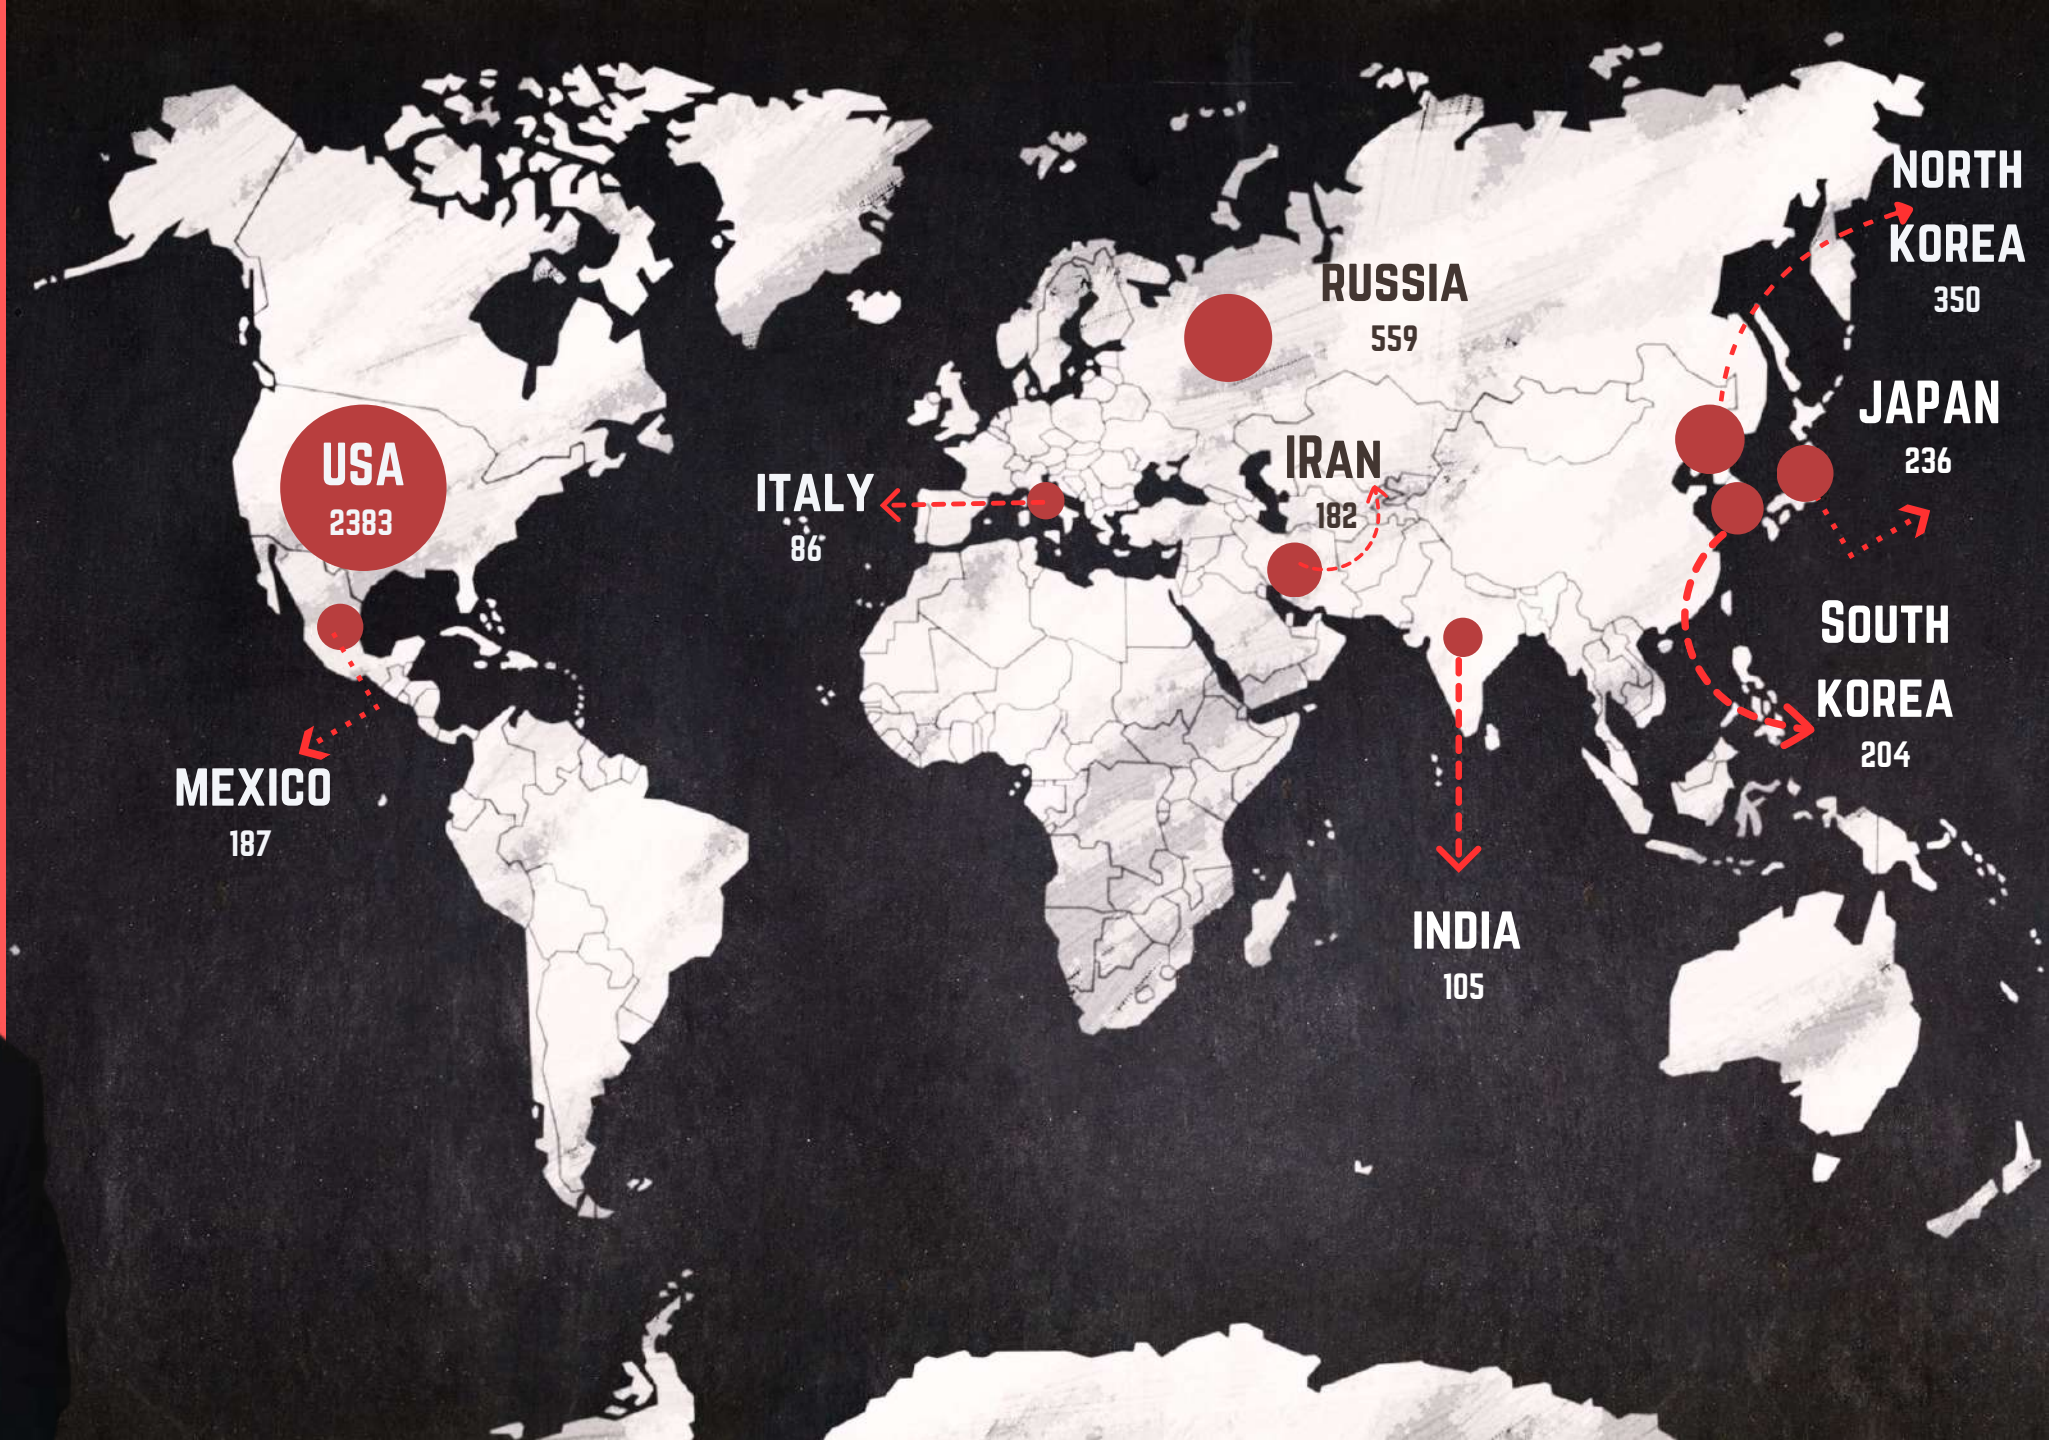 NORTH
KOREA
350
RUSSIA
559
JAPAN
236
USA
2383
IRAN
182
ITALY
86
SOUTH
KOREA
204
MEXICO
187
INDIA
105